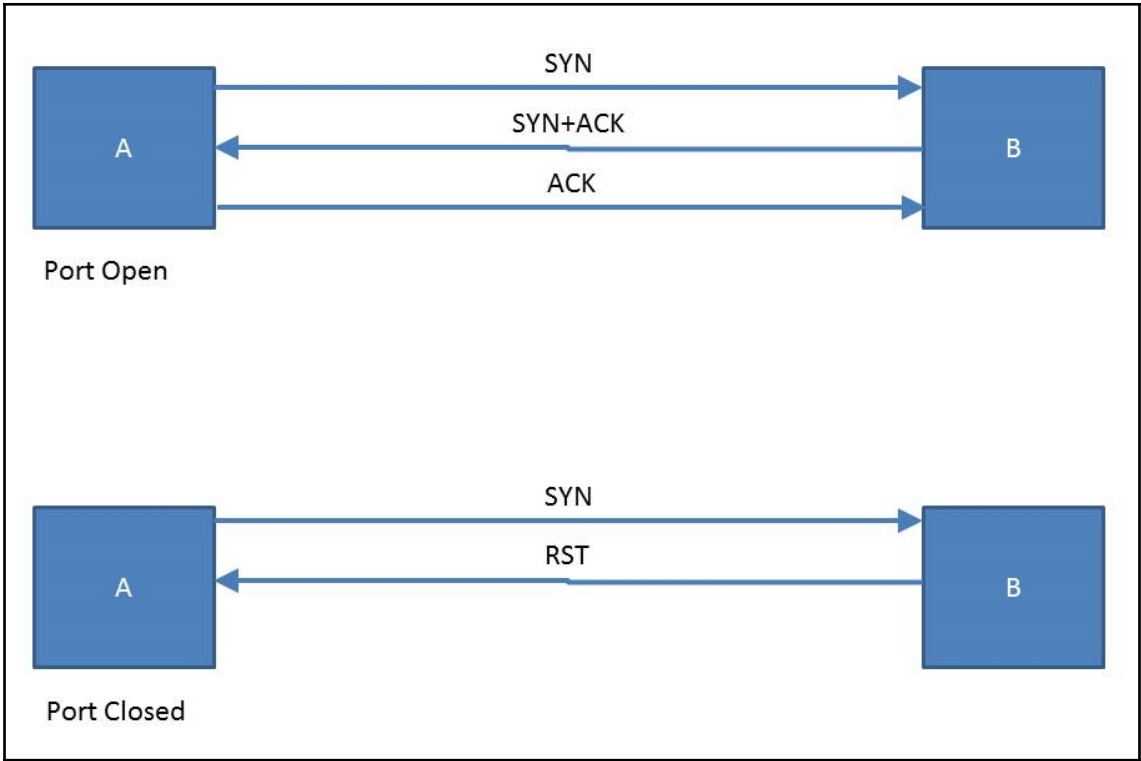 SYN
SYN+ACK
A
B
ACK
Port Open
SYN
RST
A
B
Port Closed